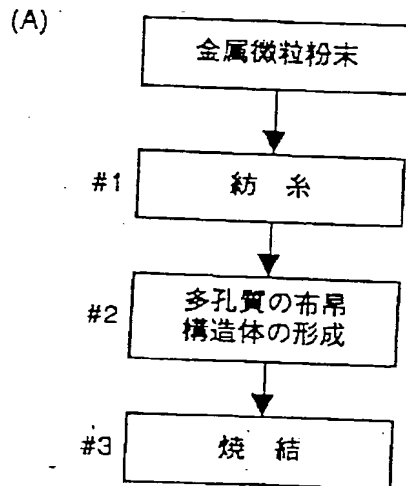 (A)
金属微粒粉末
#1 紡 糸
#2 多孔質の布帛
構造体の形成
#3 焼 結